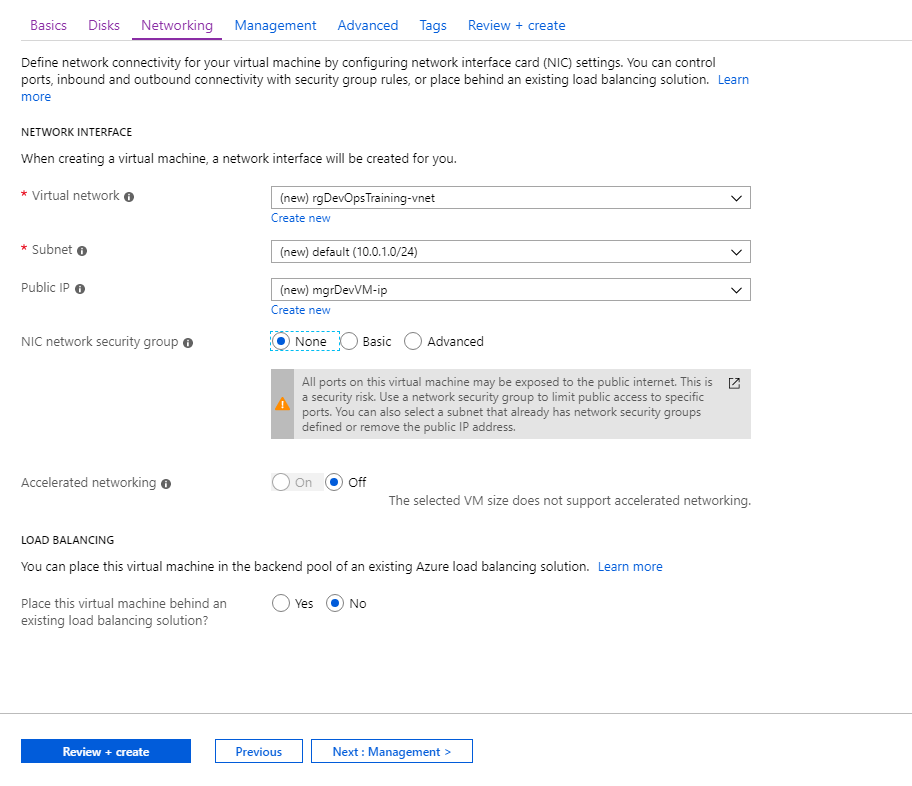 Basics Disks Networking Management Advanced Tags Review + create
Define network connectivity for your virtual machine by configuring network interface card (NIC) settings. You can control
ports, inbound and outbound connectivity with security group rules, or place behind an existing load balancing solution. Learn
more
NETWORK INTERFACE
When creating a virtual machine, a network interface will be created for you.
* Virtual network
(new) rgDevOpsTraining-vnet
Create new
* Subnet
(new) default (10.0.1.0/24)
Public IP
(new) mgrDevVM-ip
Create new
NIC network security group
None Basic Advanced
All ports on this virtual machine may be exposed to the public internet. This is
a security risk. Use a network security group to limit public access to specific
ports. You can also select a subnet that already has network security groups
defined or remove the public IP address.
Accelerated networking
On Off
The selected VM size does not support accelerated networking.
LOAD BALANCING
You can place this virtual machine in the backend pool of an existing Azure load balancing solution. Learn more
Place this virtual machine behind an
existing load balancing solution?
Yes No
Review + create Previous Next : Management >